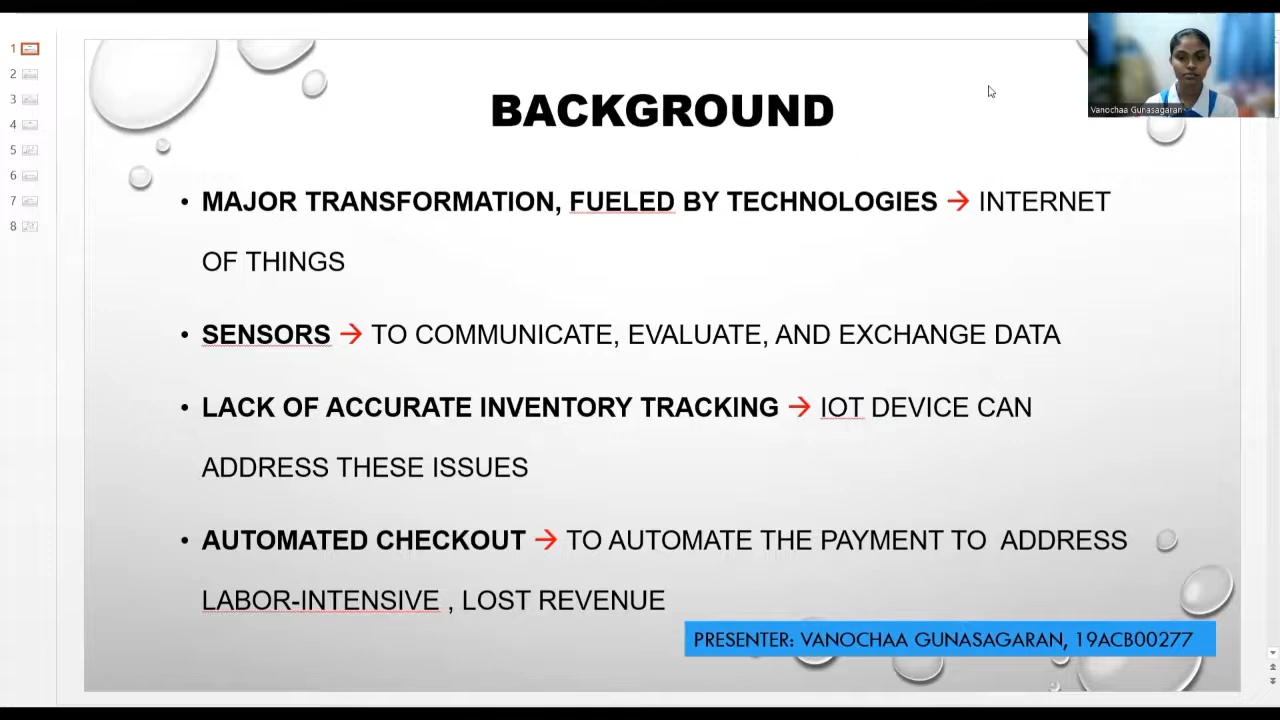 1
2
3
4
5
6
7
8
Vanochaa Gunasagaran
BACKGROUND
• MAJOR TRANSFORMATION, FUELED BY TECHNOLOGIES → INTERNET
OF THINGS
• SENSORS → TO COMMUNICATE, EVALUATE, AND EXCHANGE DATA
• LACK OF ACCURATE INVENTORY TRACKING → IOT DEVICE CAN
ADDRESS THESE ISSUES
• AUTOMATED CHECKOUT → TO AUTOMATE THE PAYMENT TO ADDRESS
LABOR-INTENSIVE , LOST REVENUE
PRESENTER: VANOCHAA GUNASAGARAN, 19ACB00277